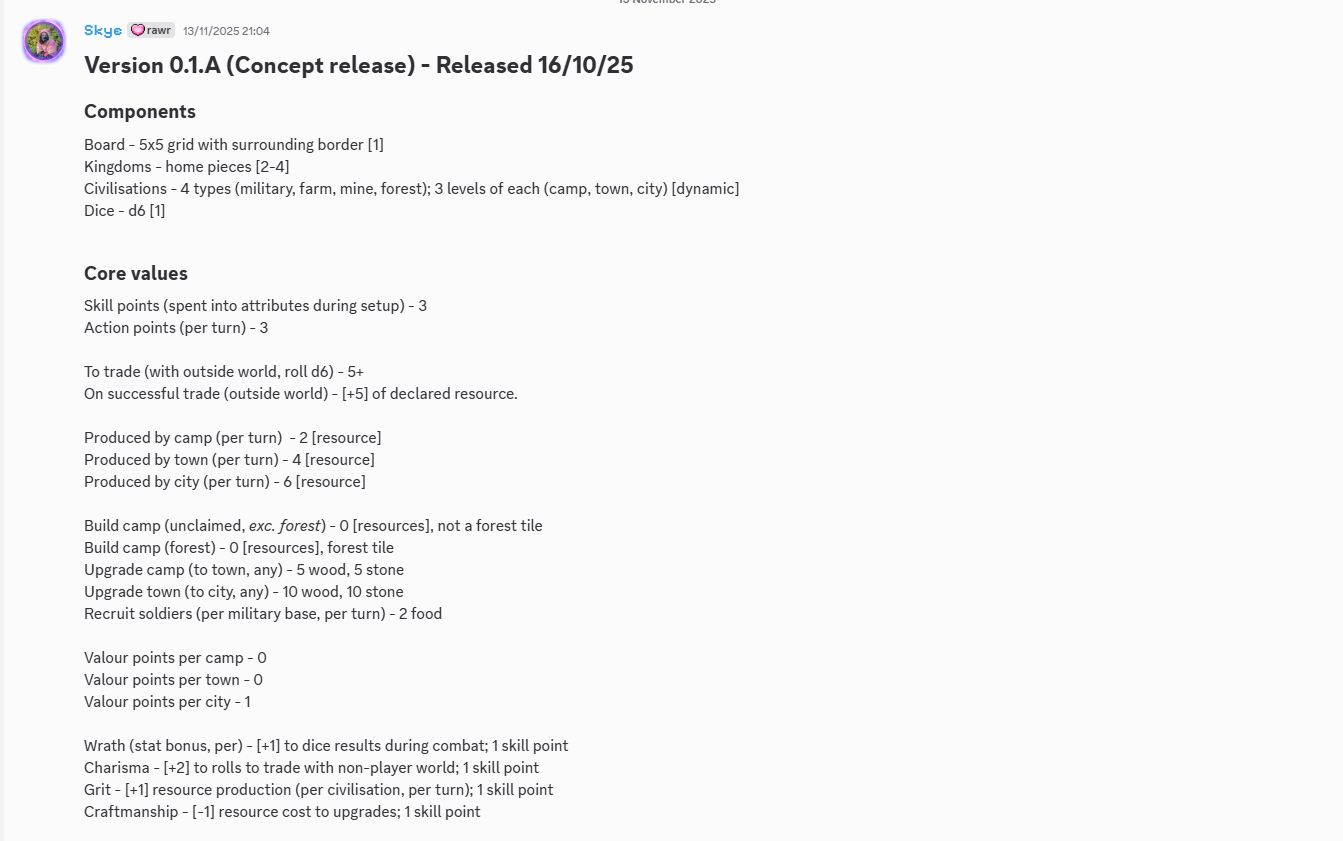 13 November 2025
Skye rawr 13/11/2025 21:04
Version 0.1.A (Concept release) - Released 16/10/25
Components
Board - 5x5 grid with surrounding border [1]
Kingdoms - home pieces [2-4]
Civilisations - 4 types (military, farm, mine, forest); 3 levels of each (camp, town, city) [dynamic]
Dice - d6 [1]
Core values
Skill points (spent into attributes during setup) - 3
Action points (per turn) - 3
To trade (with outside world, roll d6) - 5+
On successful trade (outside world) - [+5] of declared resource.
Produced by camp (per turn)  - 2 [resource]
Produced by town (per turn) - 4 [resource]
Produced by city (per turn) - 6 [resource]
Build camp (unclaimed, exc. forest) - 0 [resources], not a forest tile
Build camp (forest) - 0 [resources], forest tile
Upgrade camp (to town, any) - 5 wood, 5 stone
Upgrade town (to city, any) - 10 wood, 10 stone
Recruit soldiers (per military base, per turn) - 2 food
Valour points per camp - 0
Valour points per town - 0
Valour points per city - 1
Wrath (stat bonus, per) - [+1] to dice results during combat; 1 skill point
Charisma - [+2] to rolls to trade with non-player world; 1 skill point
Grit - [+1] resource production (per civilisation, per turn); 1 skill point
Craftmanship - [-1] resource cost to upgrades; 1 skill point